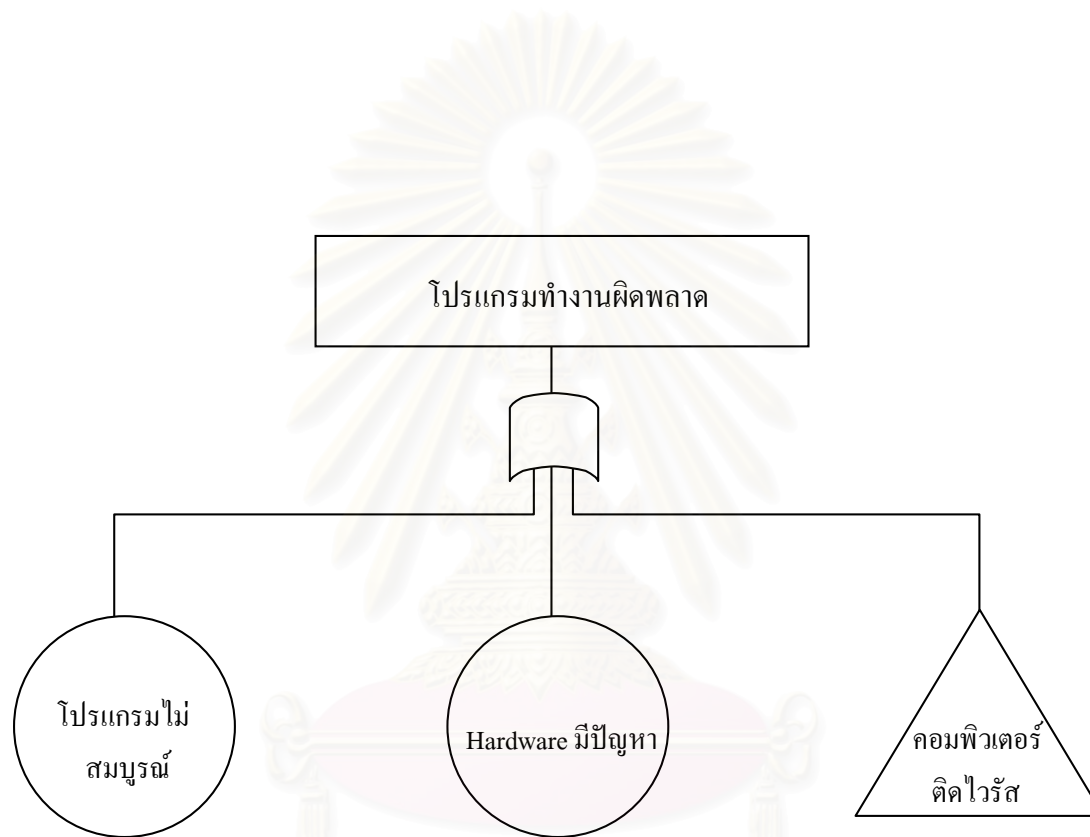 โปรแกรมทำงานผิดพลาด
โปรแกรมไม่
สมบูรณ์
Hardware มีปัญหา
คอมพิวเตอร์
ติดไวรัส